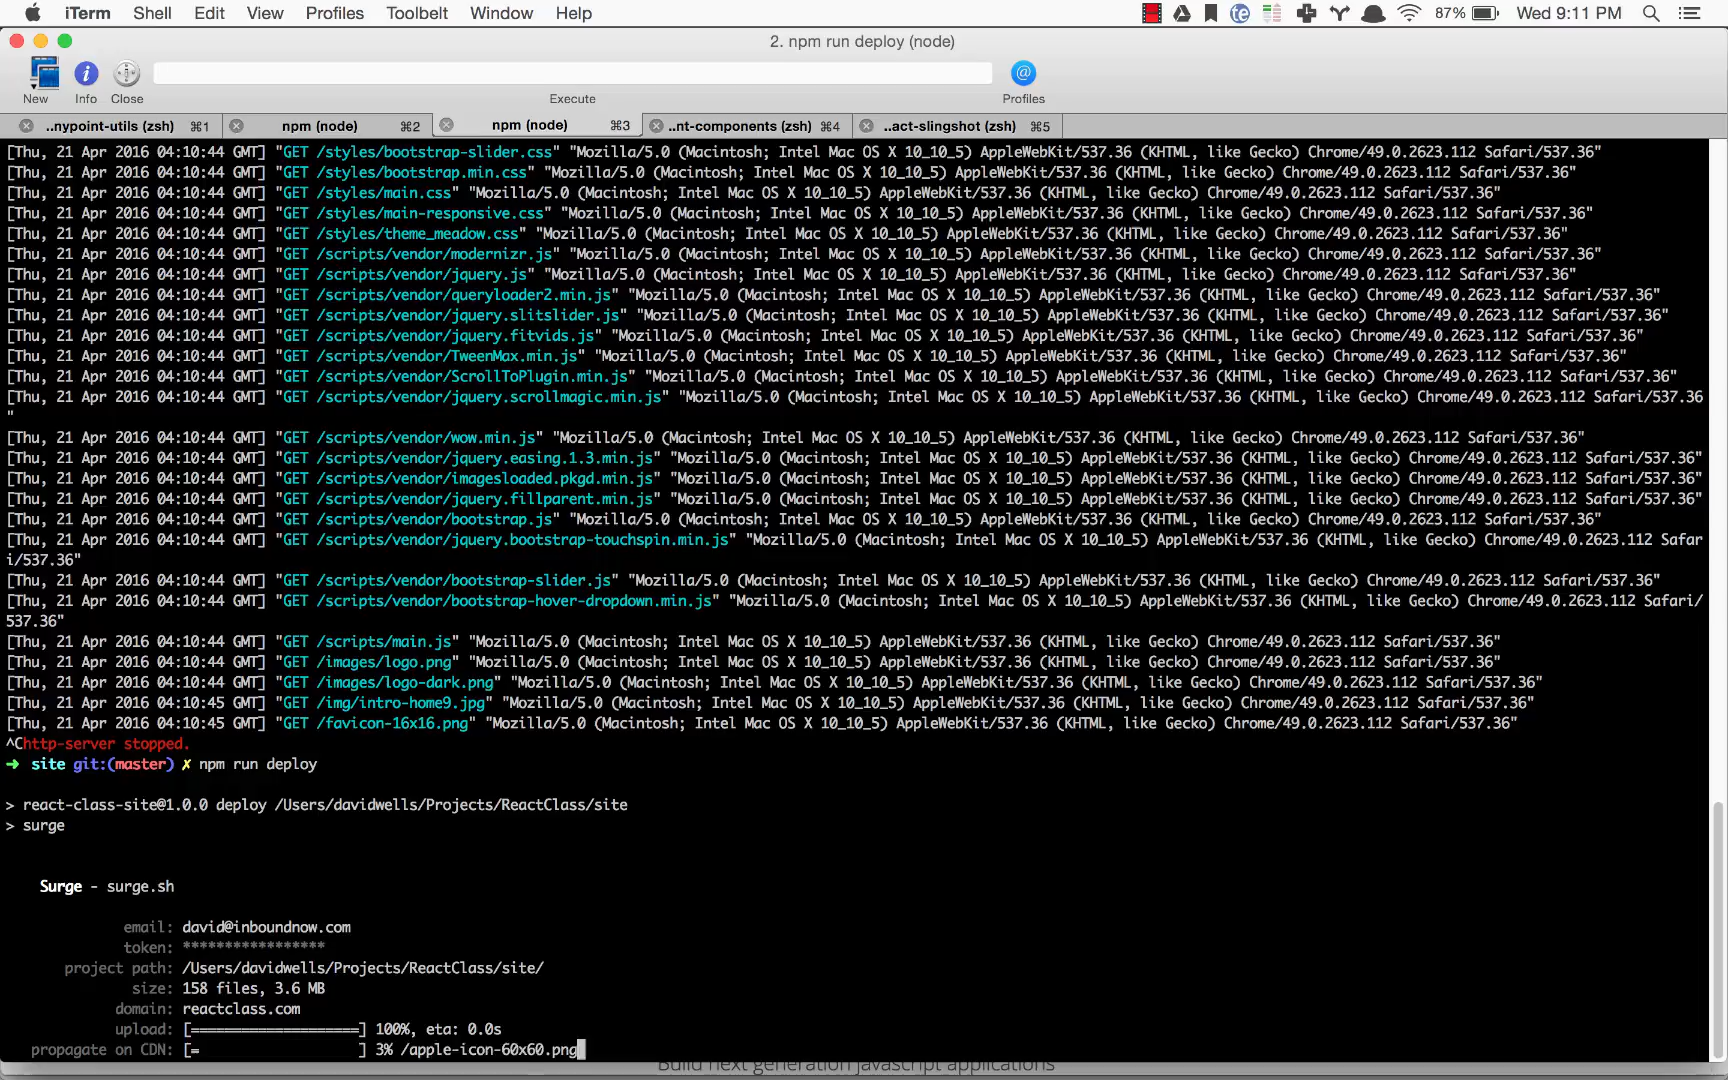 iTerm Shell Edit View Profiles Toolbelt Window Help 87% Wed 9:11 PM
2. npm run deploy (node)
New Info Close Execute Profiles
..nypoint-utils (zsh) ⌘1 npm (node) ⌘2 npm (node) ⌘3 ..nt-components (zsh) ⌘4 ..act-slingshot (zsh) ⌘5
[Thu, 21 Apr 2016 04:10:44 GMT] "GET /styles/bootstrap-slider.css" "Mozilla/5.0 (Macintosh; Intel Mac OS X 10_10_5) AppleWebKit/537.36 (KHTML, like Gecko) Chrome/49.0.2623.112 Safari/537.36"
[Thu, 21 Apr 2016 04:10:44 GMT] "GET /styles/bootstrap.min.css" "Mozilla/5.0 (Macintosh; Intel Mac OS X 10_10_5) AppleWebKit/537.36 (KHTML, like Gecko) Chrome/49.0.2623.112 Safari/537.36"
[Thu, 21 Apr 2016 04:10:44 GMT] "GET /styles/main.css" "Mozilla/5.0 (Macintosh; Intel Mac OS X 10_10_5) AppleWebKit/537.36 (KHTML, like Gecko) Chrome/49.0.2623.112 Safari/537.36"
[Thu, 21 Apr 2016 04:10:44 GMT] "GET /styles/main-responsive.css" "Mozilla/5.0 (Macintosh; Intel Mac OS X 10_10_5) AppleWebKit/537.36 (KHTML, like Gecko) Chrome/49.0.2623.112 Safari/537.36"
[Thu, 21 Apr 2016 04:10:44 GMT] "GET /styles/theme_meadow.css" "Mozilla/5.0 (Macintosh; Intel Mac OS X 10_10_5) AppleWebKit/537.36 (KHTML, like Gecko) Chrome/49.0.2623.112 Safari/537.36"
[Thu, 21 Apr 2016 04:10:44 GMT] "GET /scripts/vendor/modernizr.js" "Mozilla/5.0 (Macintosh; Intel Mac OS X 10_10_5) AppleWebKit/537.36 (KHTML, like Gecko) Chrome/49.0.2623.112 Safari/537.36"
[Thu, 21 Apr 2016 04:10:44 GMT] "GET /scripts/vendor/jquery.js" "Mozilla/5.0 (Macintosh; Intel Mac OS X 10_10_5) AppleWebKit/537.36 (KHTML, like Gecko) Chrome/49.0.2623.112 Safari/537.36"
[Thu, 21 Apr 2016 04:10:44 GMT] "GET /scripts/vendor/queryloader2.min.js" "Mozilla/5.0 (Macintosh; Intel Mac OS X 10_10_5) AppleWebKit/537.36 (KHTML, like Gecko) Chrome/49.0.2623.112 Safari/537.36"
[Thu, 21 Apr 2016 04:10:44 GMT] "GET /scripts/vendor/jquery.slitslider.js" "Mozilla/5.0 (Macintosh; Intel Mac OS X 10_10_5) AppleWebKit/537.36 (KHTML, like Gecko) Chrome/49.0.2623.112 Safari/537.36"
[Thu, 21 Apr 2016 04:10:44 GMT] "GET /scripts/vendor/jquery.fitvids.js" "Mozilla/5.0 (Macintosh; Intel Mac OS X 10_10_5) AppleWebKit/537.36 (KHTML, like Gecko) Chrome/49.0.2623.112 Safari/537.36"
[Thu, 21 Apr 2016 04:10:44 GMT] "GET /scripts/vendor/TweenMax.min.js" "Mozilla/5.0 (Macintosh; Intel Mac OS X 10_10_5) AppleWebKit/537.36 (KHTML, like Gecko) Chrome/49.0.2623.112 Safari/537.36"
[Thu, 21 Apr 2016 04:10:44 GMT] "GET /scripts/vendor/ScrollToPlugin.min.js" "Mozilla/5.0 (Macintosh; Intel Mac OS X 10_10_5) AppleWebKit/537.36 (KHTML, like Gecko) Chrome/49.0.2623.112 Safari/537.36"
[Thu, 21 Apr 2016 04:10:44 GMT] "GET /scripts/vendor/jquery.scrollmagic.min.js" "Mozilla/5.0 (Macintosh; Intel Mac OS X 10_10_5) AppleWebKit/537.36 (KHTML, like Gecko) Chrome/49.0.2623.112 Safari/537.36
"
[Thu, 21 Apr 2016 04:10:44 GMT] "GET /scripts/vendor/wow.min.js" "Mozilla/5.0 (Macintosh; Intel Mac OS X 10_10_5) AppleWebKit/537.36 (KHTML, like Gecko) Chrome/49.0.2623.112 Safari/537.36"
[Thu, 21 Apr 2016 04:10:44 GMT] "GET /scripts/vendor/jquery.easing.1.3.min.js" "Mozilla/5.0 (Macintosh; Intel Mac OS X 10_10_5) AppleWebKit/537.36 (KHTML, like Gecko) Chrome/49.0.2623.112 Safari/537.36"
[Thu, 21 Apr 2016 04:10:44 GMT] "GET /scripts/vendor/imagesloaded.pkgd.min.js" "Mozilla/5.0 (Macintosh; Intel Mac OS X 10_10_5) AppleWebKit/537.36 (KHTML, like Gecko) Chrome/49.0.2623.112 Safari/537.36"
[Thu, 21 Apr 2016 04:10:44 GMT] "GET /scripts/vendor/jquery.fillparent.min.js" "Mozilla/5.0 (Macintosh; Intel Mac OS X 10_10_5) AppleWebKit/537.36 (KHTML, like Gecko) Chrome/49.0.2623.112 Safari/537.36"
[Thu, 21 Apr 2016 04:10:44 GMT] "GET /scripts/vendor/bootstrap.js" "Mozilla/5.0 (Macintosh; Intel Mac OS X 10_10_5) AppleWebKit/537.36 (KHTML, like Gecko) Chrome/49.0.2623.112 Safari/537.36"
[Thu, 21 Apr 2016 04:10:44 GMT] "GET /scripts/vendor/jquery.bootstrap-touchspin.min.js" "Mozilla/5.0 (Macintosh; Intel Mac OS X 10_10_5) AppleWebKit/537.36 (KHTML, like Gecko) Chrome/49.0.2623.112 Safar
i/537.36"
[Thu, 21 Apr 2016 04:10:44 GMT] "GET /scripts/vendor/bootstrap-slider.js" "Mozilla/5.0 (Macintosh; Intel Mac OS X 10_10_5) AppleWebKit/537.36 (KHTML, like Gecko) Chrome/49.0.2623.112 Safari/537.36"
[Thu, 21 Apr 2016 04:10:44 GMT] "GET /scripts/vendor/bootstrap-hover-dropdown.min.js" "Mozilla/5.0 (Macintosh; Intel Mac OS X 10_10_5) AppleWebKit/537.36 (KHTML, like Gecko) Chrome/49.0.2623.112 Safari/
537.36"
[Thu, 21 Apr 2016 04:10:44 GMT] "GET /scripts/main.js" "Mozilla/5.0 (Macintosh; Intel Mac OS X 10_10_5) AppleWebKit/537.36 (KHTML, like Gecko) Chrome/49.0.2623.112 Safari/537.36"
[Thu, 21 Apr 2016 04:10:44 GMT] "GET /images/logo.png" "Mozilla/5.0 (Macintosh; Intel Mac OS X 10_10_5) AppleWebKit/537.36 (KHTML, like Gecko) Chrome/49.0.2623.112 Safari/537.36"
[Thu, 21 Apr 2016 04:10:44 GMT] "GET /images/logo-dark.png" "Mozilla/5.0 (Macintosh; Intel Mac OS X 10_10_5) AppleWebKit/537.36 (KHTML, like Gecko) Chrome/49.0.2623.112 Safari/537.36"
[Thu, 21 Apr 2016 04:10:45 GMT] "GET /img/intro-home9.jpg" "Mozilla/5.0 (Macintosh; Intel Mac OS X 10_10_5) AppleWebKit/537.36 (KHTML, like Gecko) Chrome/49.0.2623.112 Safari/537.36"
[Thu, 21 Apr 2016 04:10:45 GMT] "GET /favicon-16x16.png" "Mozilla/5.0 (Macintosh; Intel Mac OS X 10_10_5) AppleWebKit/537.36 (KHTML, like Gecko) Chrome/49.0.2623.112 Safari/537.36"
^Chttp-server stopped.
➜ site git:(master) ✗ npm run deploy
> react-class-site@1.0.0 deploy /Users/davidwells/Projects/ReactClass/site
> surge
Surge - surge.sh
email: david@inboundnow.com
token: *****************
project path: /Users/davidwells/Projects/ReactClass/site/
size: 158 files, 3.6 MB
domain: reactclass.com
upload: [====================] 100%, eta: 0.0s
propagate on CDN: [= ] 3% /apple-icon-60x60.png
Build next generation javascript applications